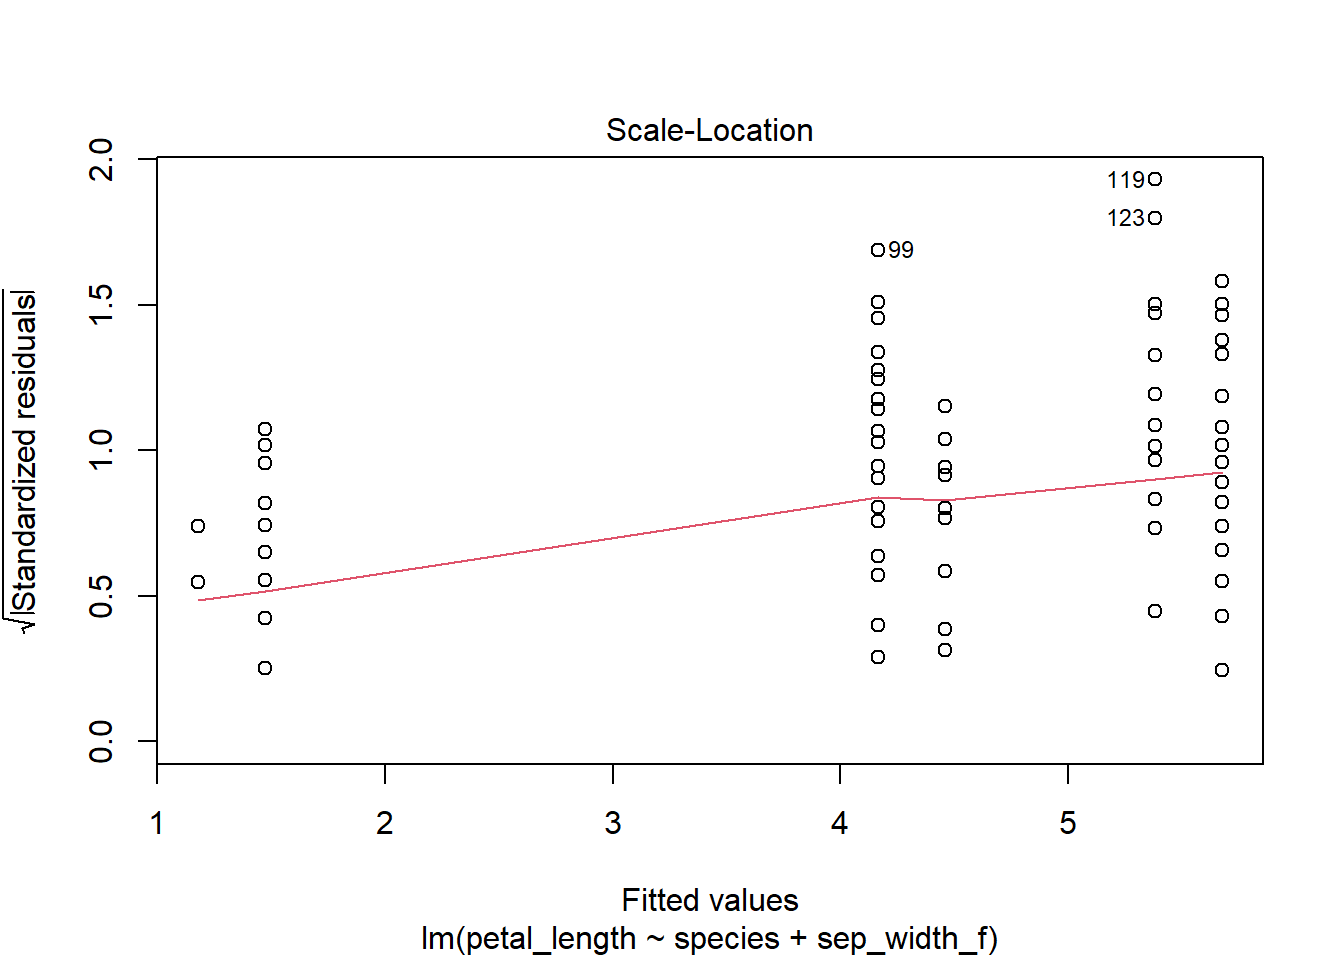 Scale-Location
√|Standardized residuals|
2.0
1.5
1.0
0.5
0.0
119
123
99
1 2 3 4 5
Fitted values
lm(petal_length ~ species + sep_width_f)